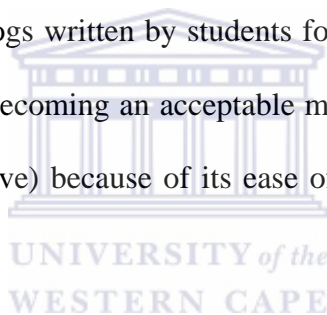 ogs written by students fo
ecoming an acceptable m
ve) because of its ease o
UNIVERSITY of the
WESTERN CAPE